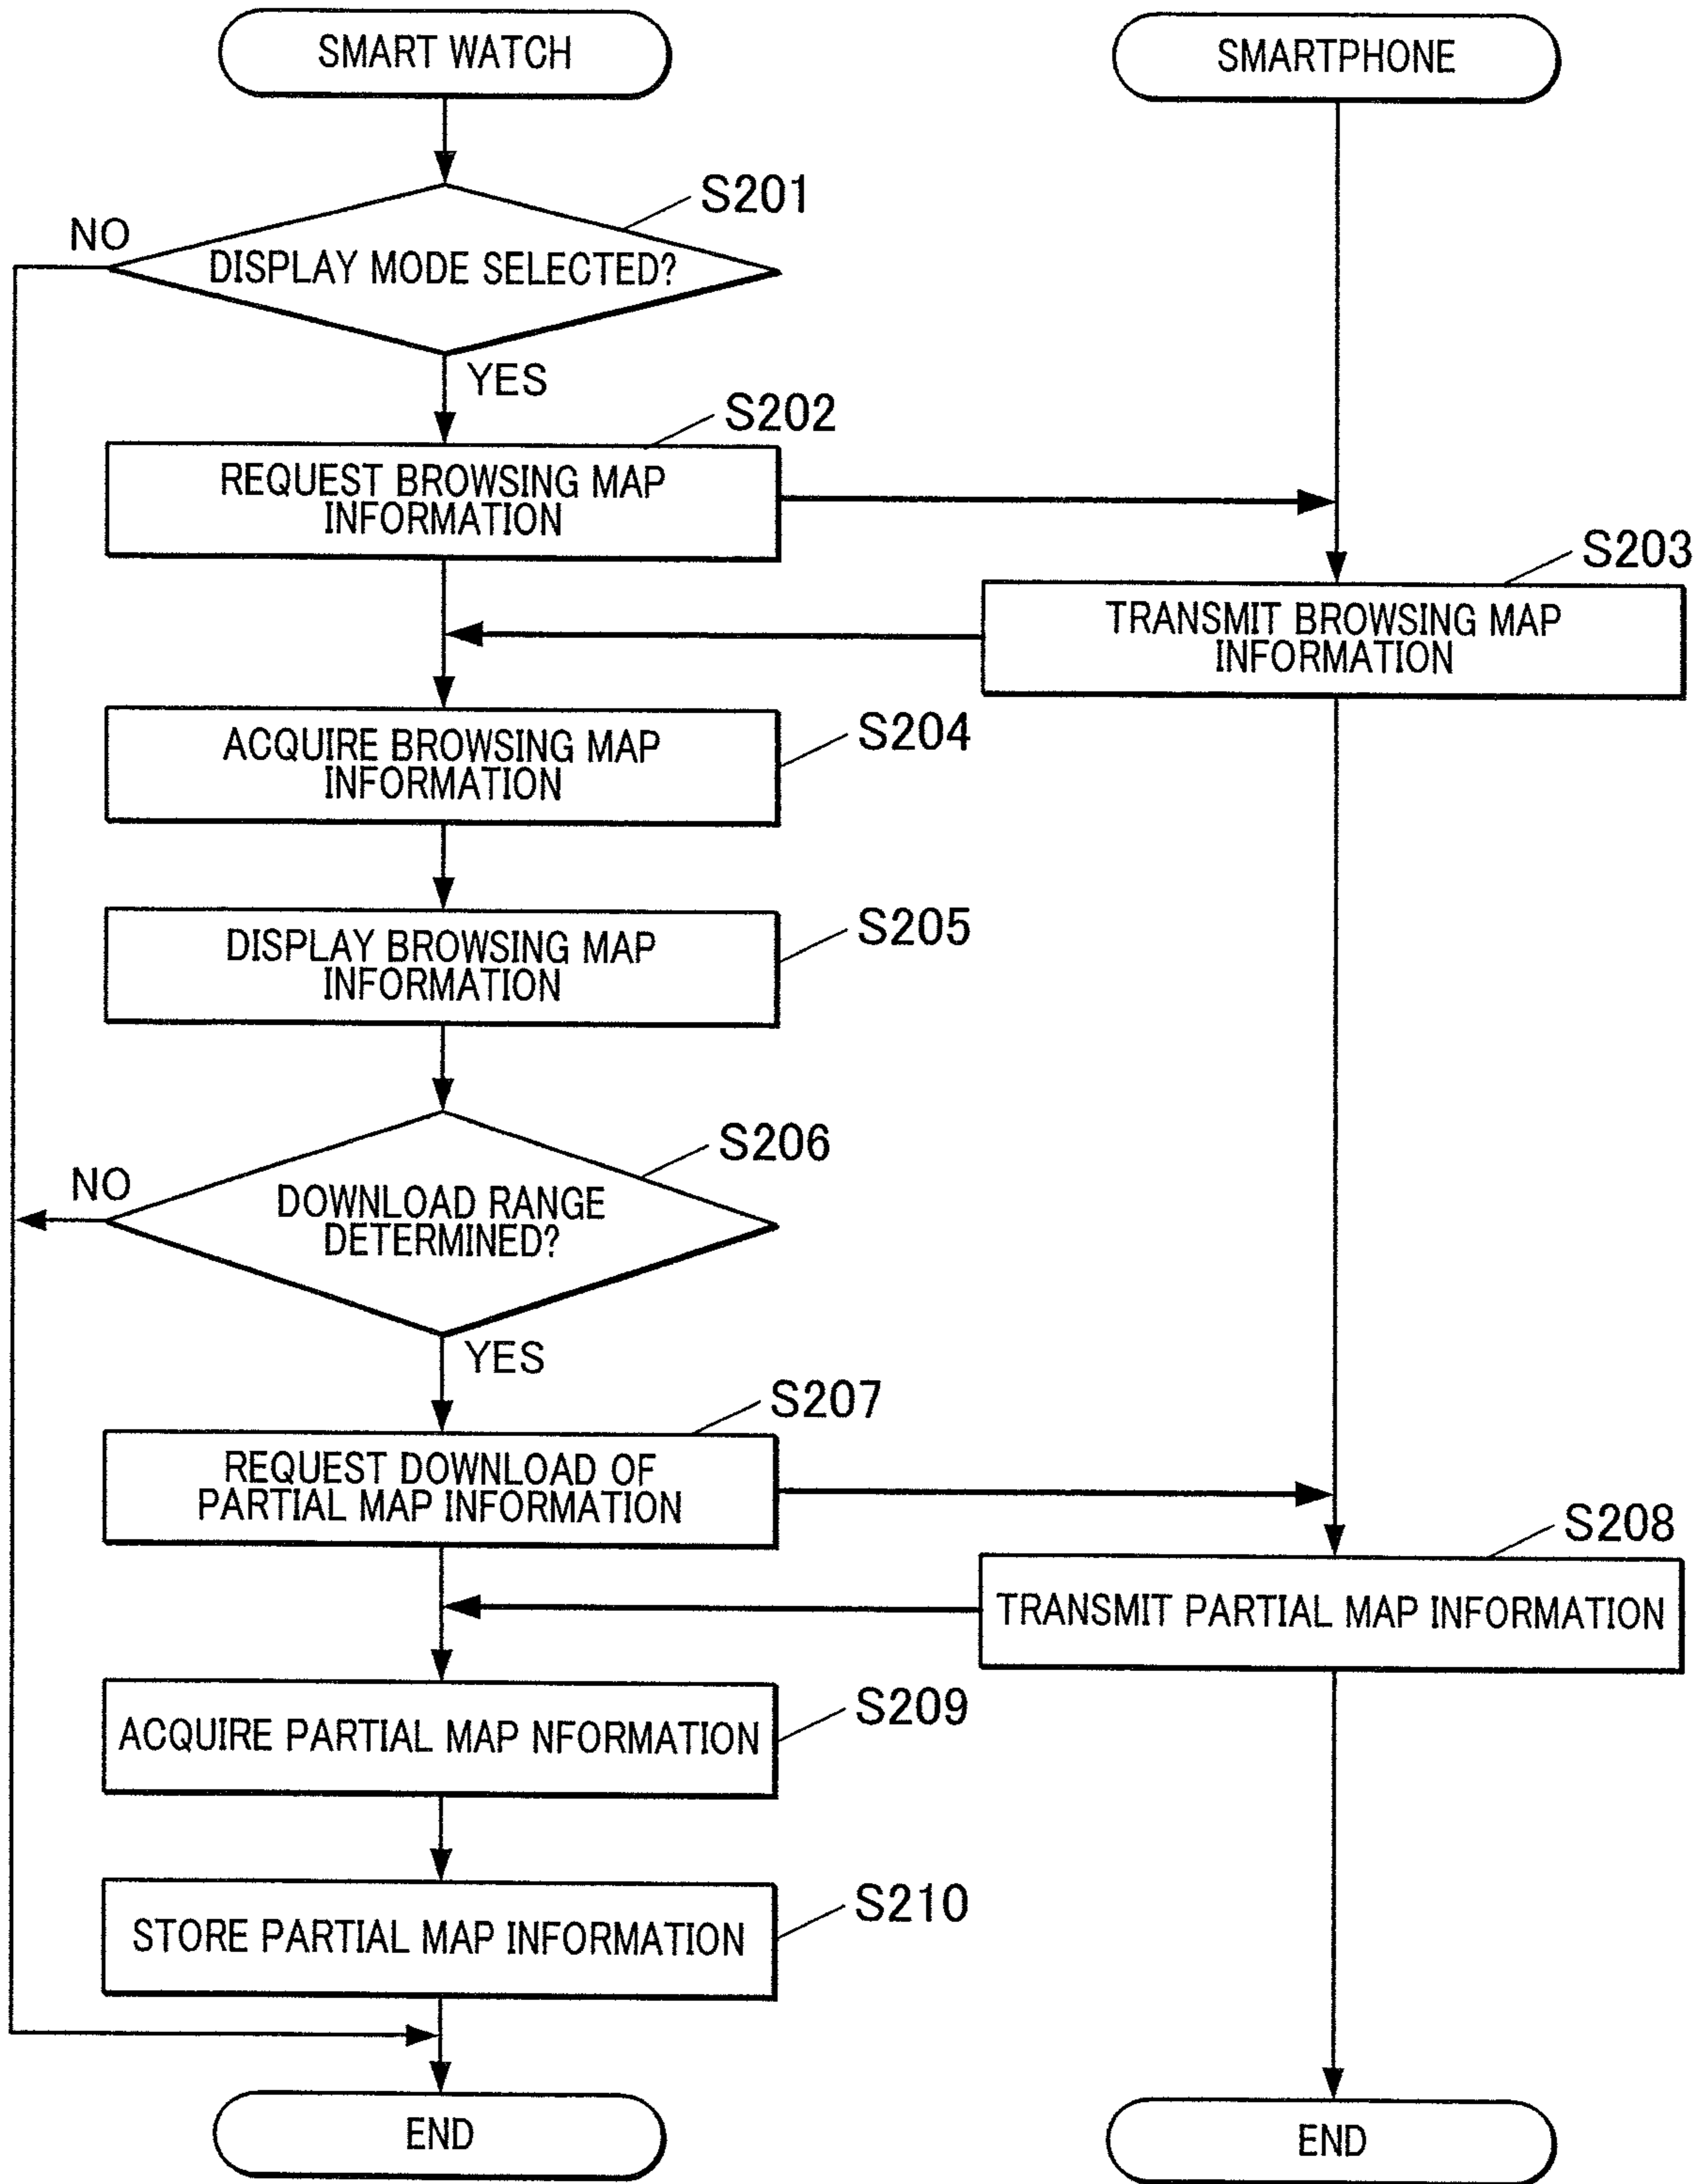 SMART WATCH
SMARTPHONE
S201
NO
DISPLAY MODE SELECTED?
YES
S202
REQUEST BROWSING MAP
INFORMATION
S203
TRANSMIT BROWSING MAP
INFORMATION
S204
ACQUIRE BROWSING MAP
INFORMATION
S205
DISPLAY BROWSING MAP
INFORMATION
S206
NO
DOWNLOAD RANGE
DETERMINED?
YES
S207
REQUEST DOWNLOAD OF
PARTIAL MAP INFORMATION
S208
TRANSMIT PARTIAL MAP INFORMATION
S209
ACQUIRE PARTIAL MAP NFORMATION
S210
STORE PARTIAL MAP INFORMATION
END
END